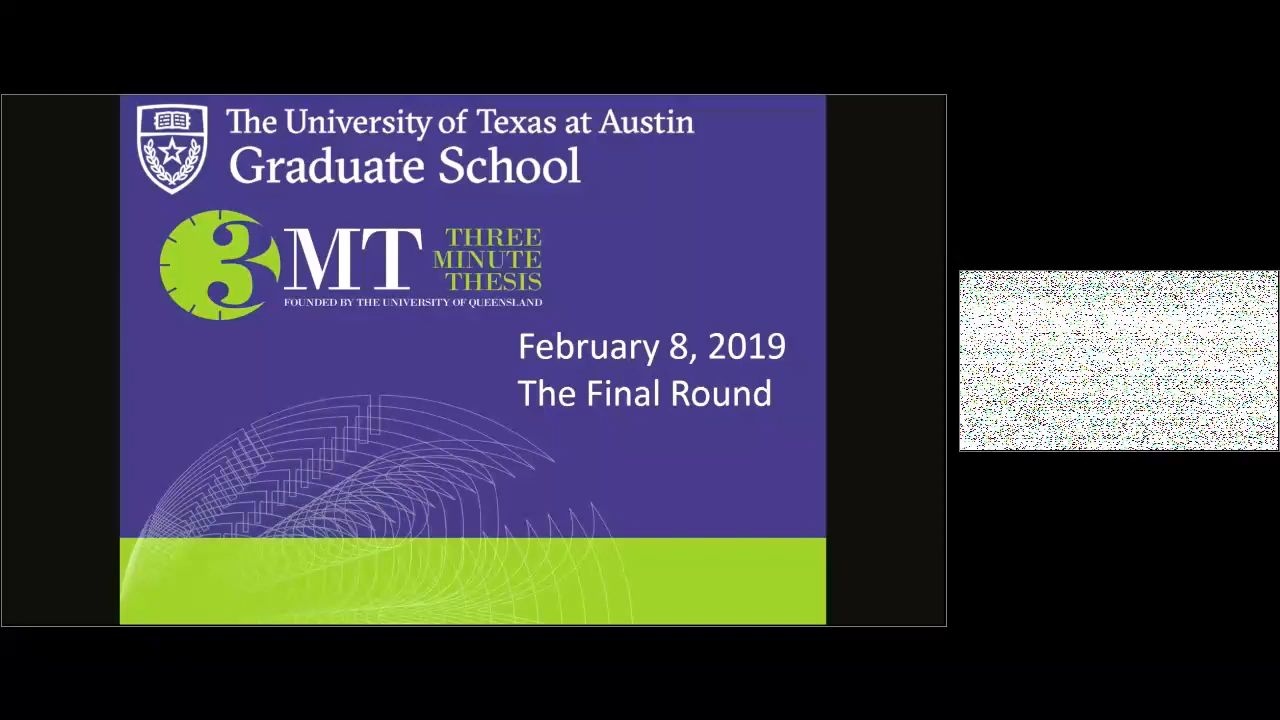 The University of Texas at Austin
Graduate School
3MT THREE
MINUTE
THESIS
FOUNDED BY THE UNIVERSITY OF QUEENSLAND
February 8, 2019
The Final Round